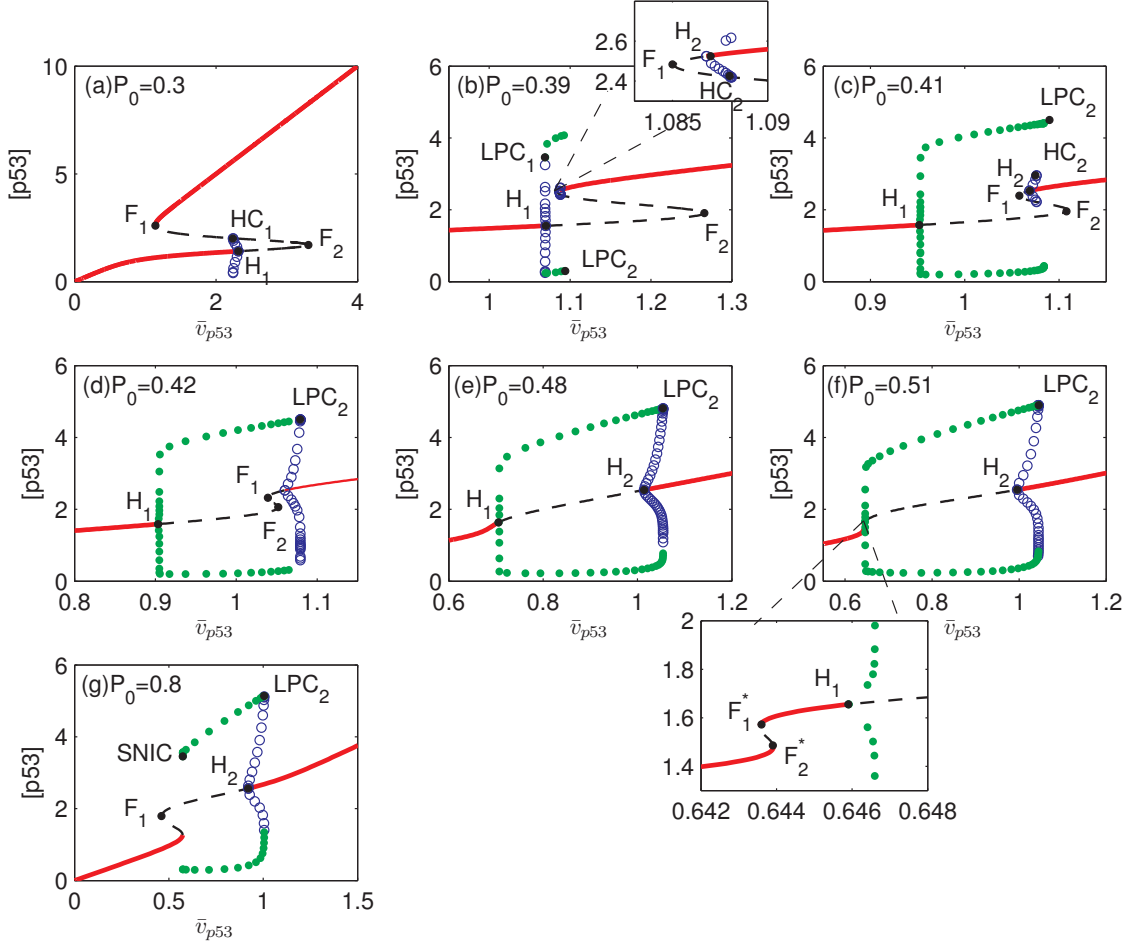 (a)P0=0.3
[p53]
10
5
0
F1
HC1
F2
H1
0
2
4
v̄p53
(b)P0=0.39
[p53]
6
4
2
0
LPC1
H1
LPC2
F2
1
1.1
1.2
1.3
v̄p53
2.6
2.4
H2
F1
HC2
1.085
1.09
(c)P0=0.41
[p53]
6
4
2
0
LPC2
HC2
H2
F1
H1
F2
0.9
1
1.1
v̄p53
(d)P0=0.42
[p53]
6
4
2
0
LPC2
F1
H1
F2
0.8
0.9
1
1.1
v̄p53
(e)P0=0.48
[p53]
6
4
2
0
LPC2
H2
H1
0.6
0.8
1
1.2
v̄p53
(f)P0=0.51
[p53]
6
4
2
0
LPC2
H2
0.6
0.8
1
1.2
v̄p53
2
1.8
1.6
1.4
H1
F1*
F2*
0.642
0.644
0.646
0.648
(g)P0=0.8
[p53]
6
4
2
0
LPC2
SNIC
H2
F1
0
0.5
1
1.5
v̄p53